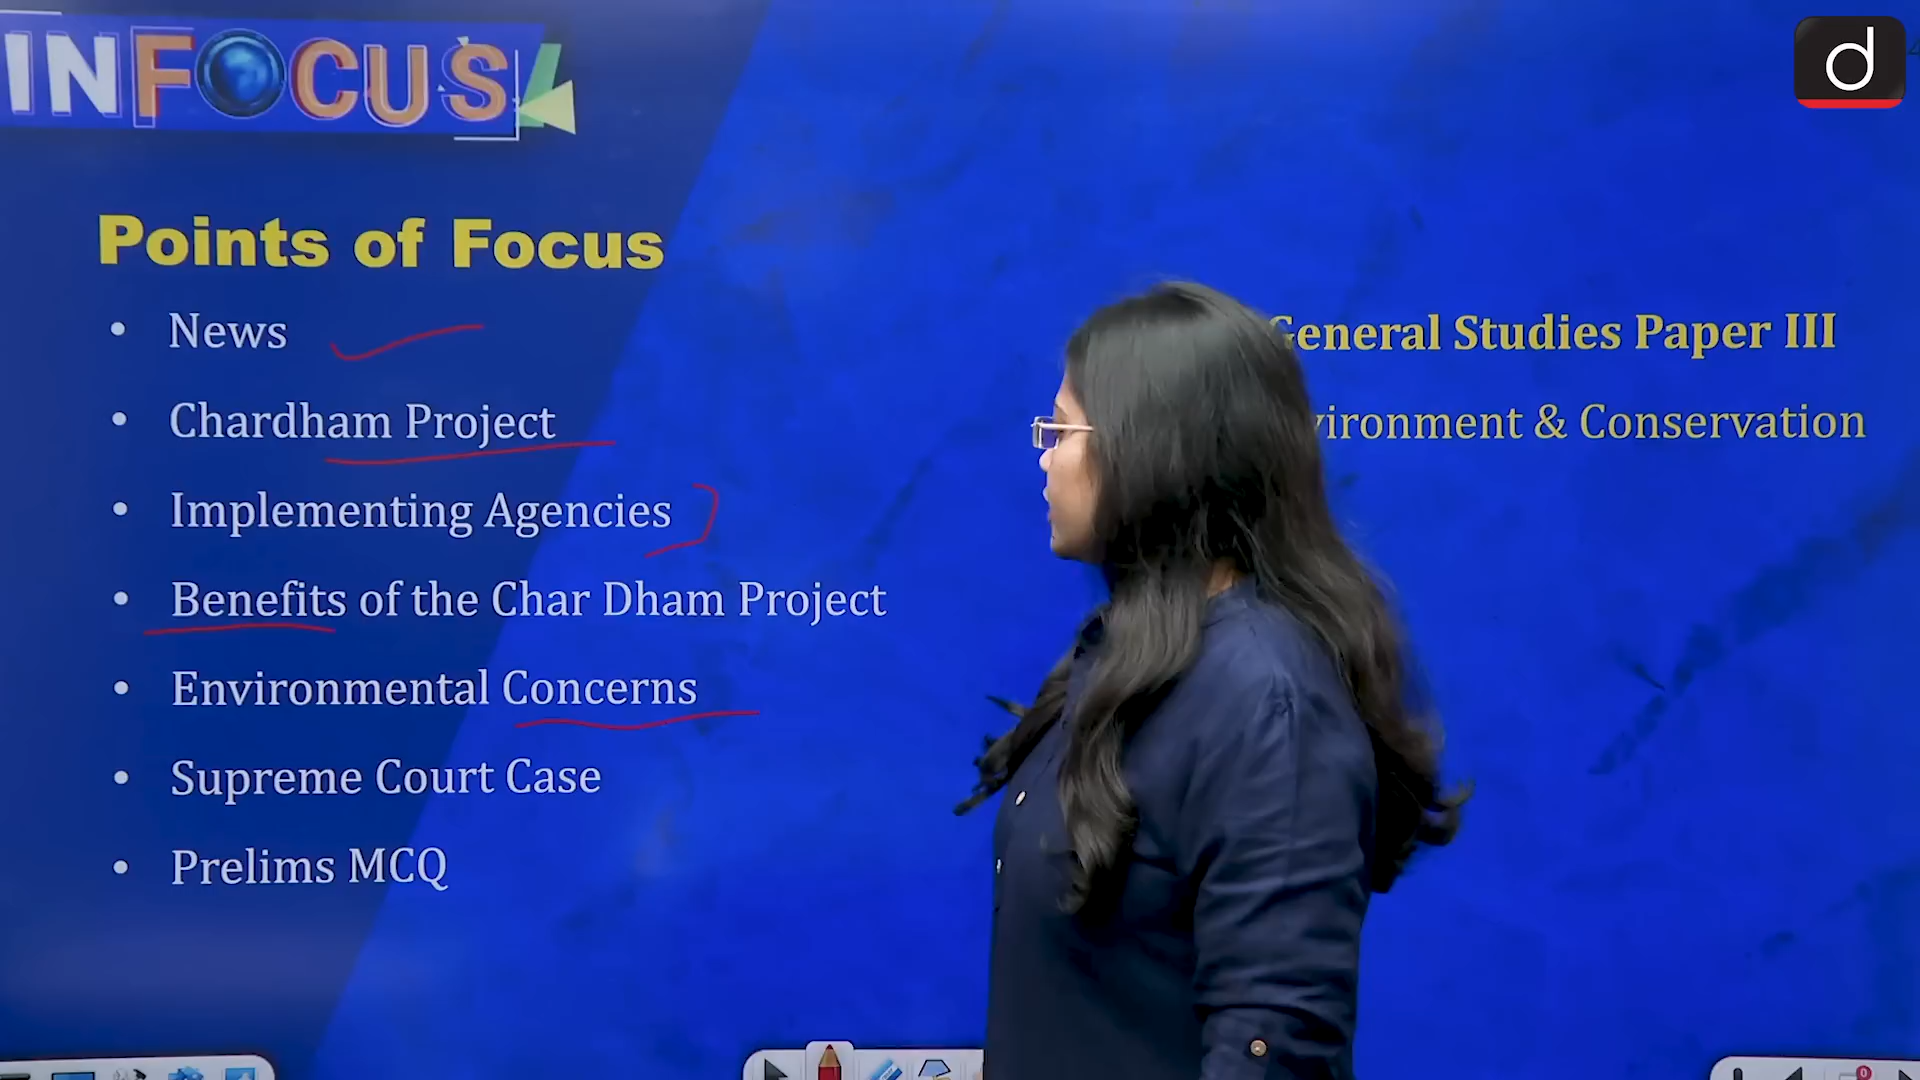 INFOCUS
d
Points of Focus
• News
• Chardham Project
• Implementing Agencies
• Benefits of the Char Dham Project
• Environmental Concerns
• Supreme Court Case
• Prelims MCQ
General Studies Paper III
& Conservation
0